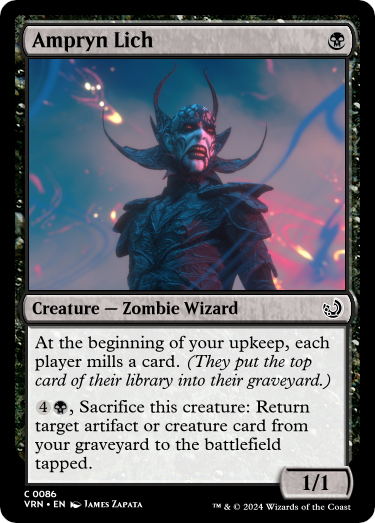 Ampryn Lich
Creature — Zombie Wizard
At the beginning of your upkeep, each
player mills a card. (They put the top
card of their library into their graveyard.)
4, Sacrifice this creature: Return
target artifact or creature card from
your graveyard to the battlefield
tapped.
1/1
C 0086
VRN • EN JAMES ZAPATA
™ & © 2024 Wizards of the Coast